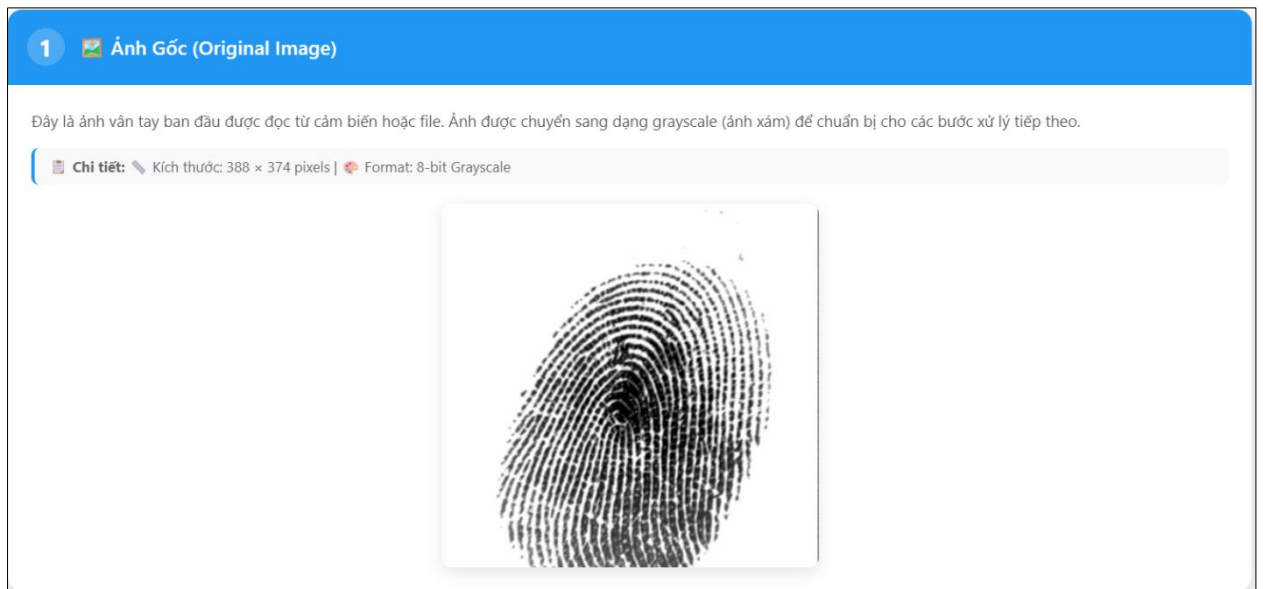 1 🖼️ Ảnh Gốc (Original Image)
Đây là ảnh vân tay ban đầu được đọc từ cảm biến hoặc file. Ảnh được chuyển sang dạng grayscale (ảnh xám) để chuẩn bị cho các bước xử lý tiếp theo.
📋 Chi tiết: 📏 Kích thước: 388 × 374 pixels | 🎨 Format: 8-bit Grayscale